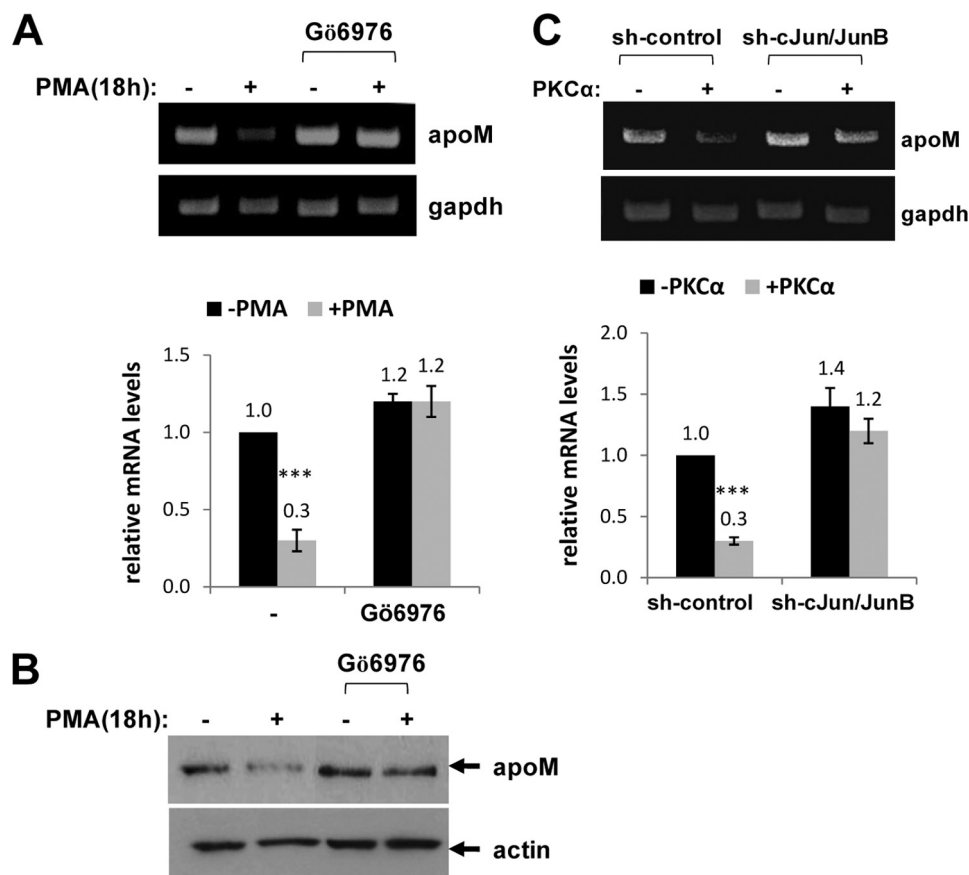 A
Gö6976
PMA(18h): - + - +
apoM
gapdh
-PMA +PMA
relative mRNA levels
1.5
1.0
0.5
0.0
1.0
***
0.3
1.2
1.2
-
Gö6976
B
Gö6976
PMA(18h): - + - +
apoM
actin
C
sh-control sh-cJun/JunB
PKCα: - + - +
apoM
gapdh
-PKCα +PKCα
relative mRNA levels
2.0
1.5
1.0
0.5
0.0
1.0
***
0.3
1.4
1.2
sh-control sh-cJun/JunB